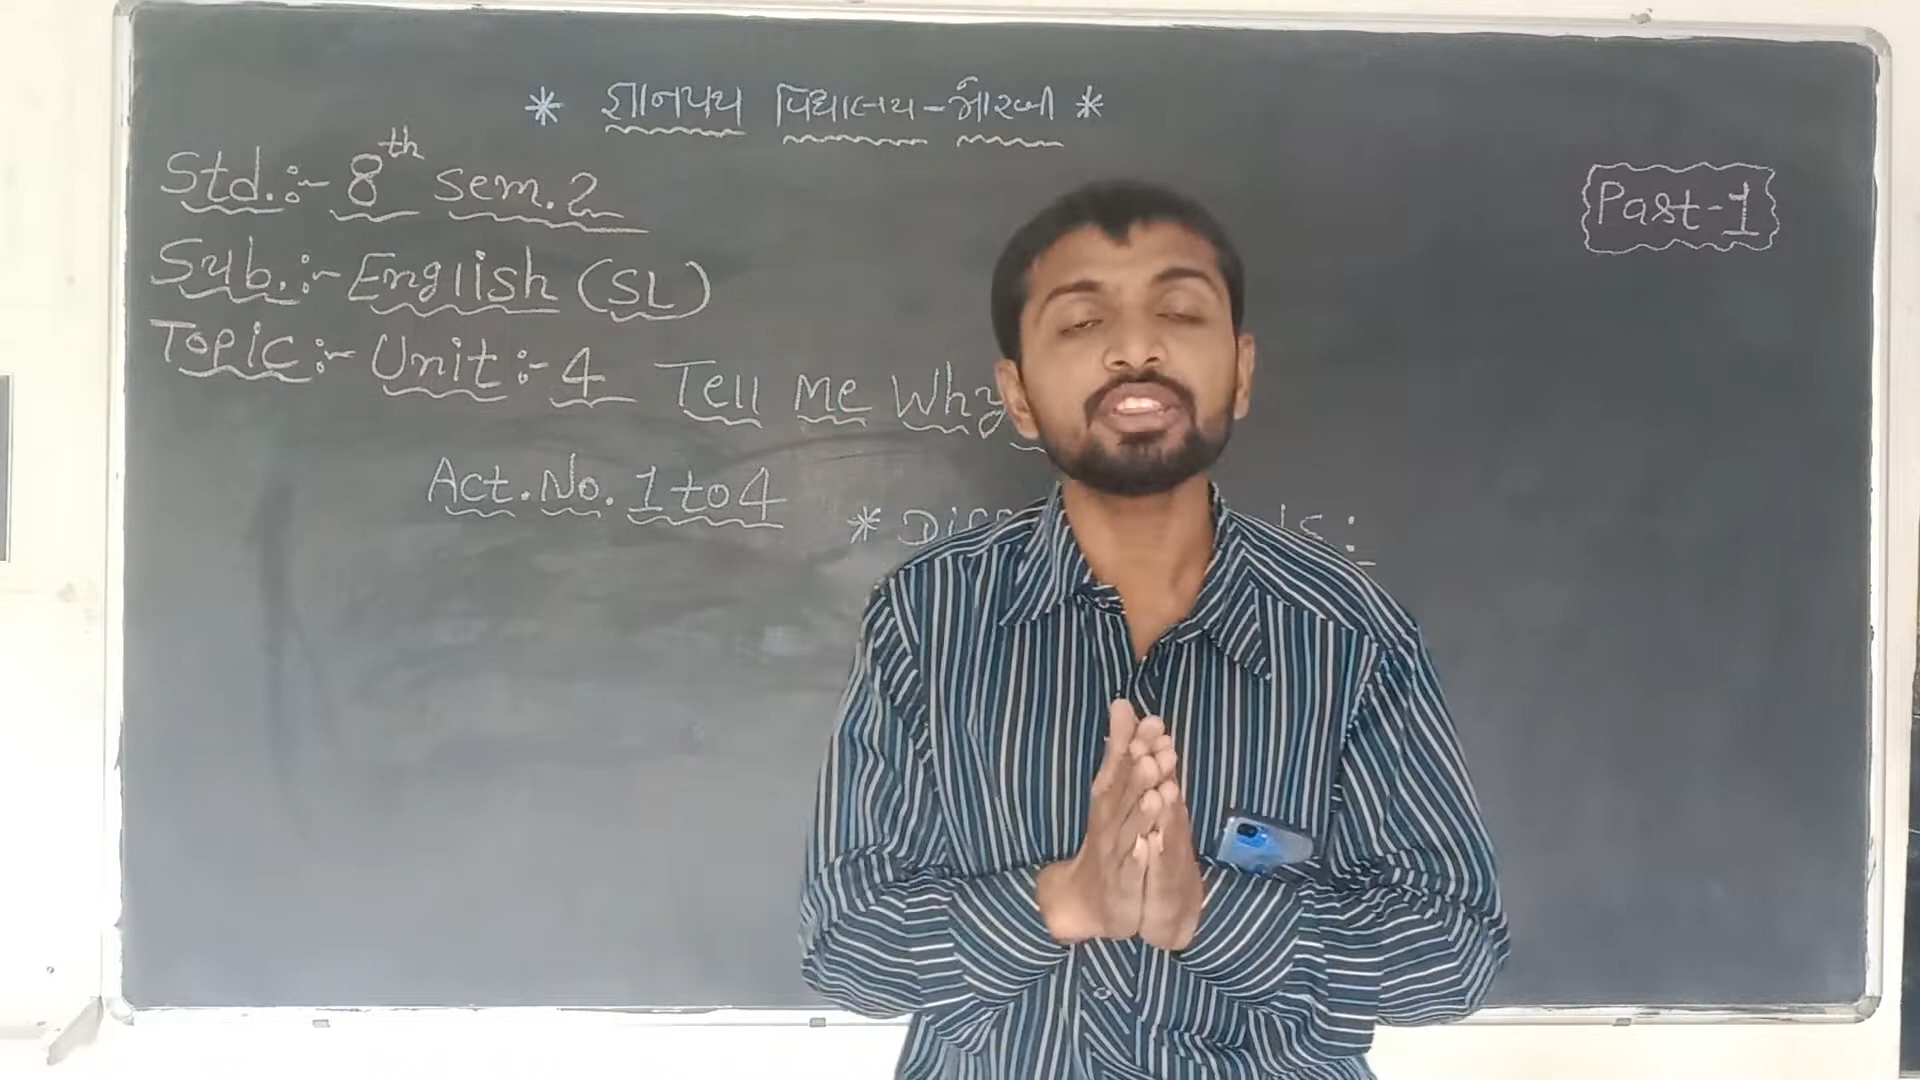 * જ્ઞાનપથ વિદ્યાલય - મોરબી *
Std.:- 8th sem. 2
Part-1
Sub.:- English (SL)
Topic:- Unit:- 4 Tell Me Why
Act. No. 1 to 4
*